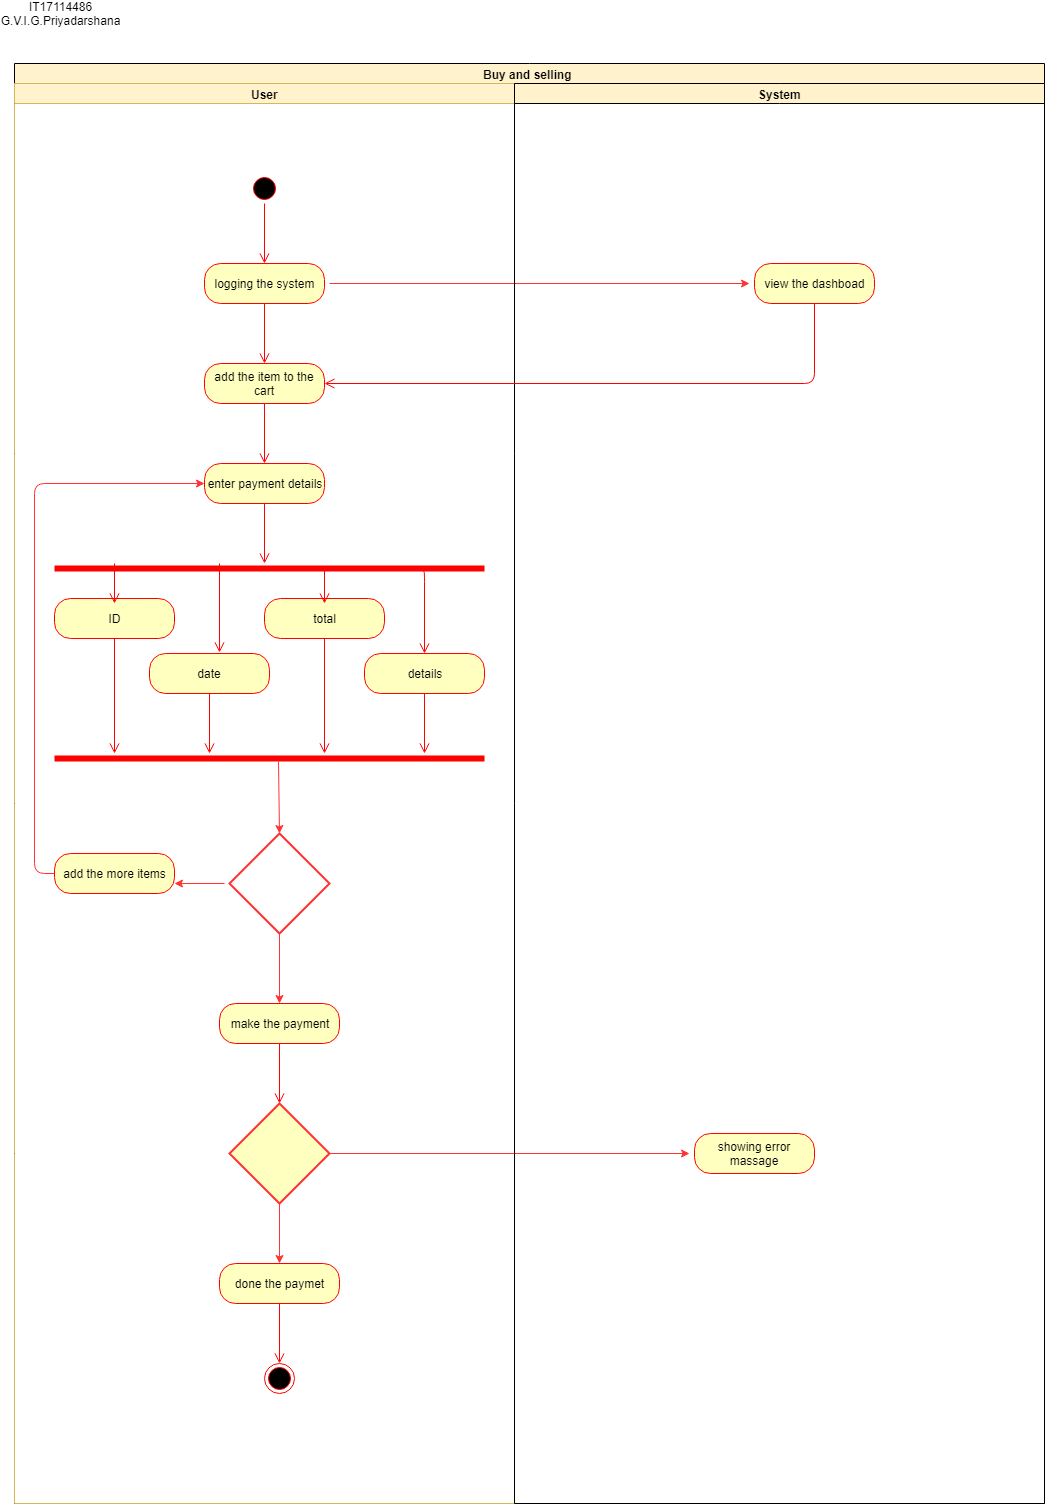 IT17114486
G.V.I.G.Priyadarshana
Buy and selling
User
System
logging the system
view the dashboad
add the item to the
cart
enter payment details
ID
total
date
details
add the more items
make the payment
showing error
massage
done the paymet